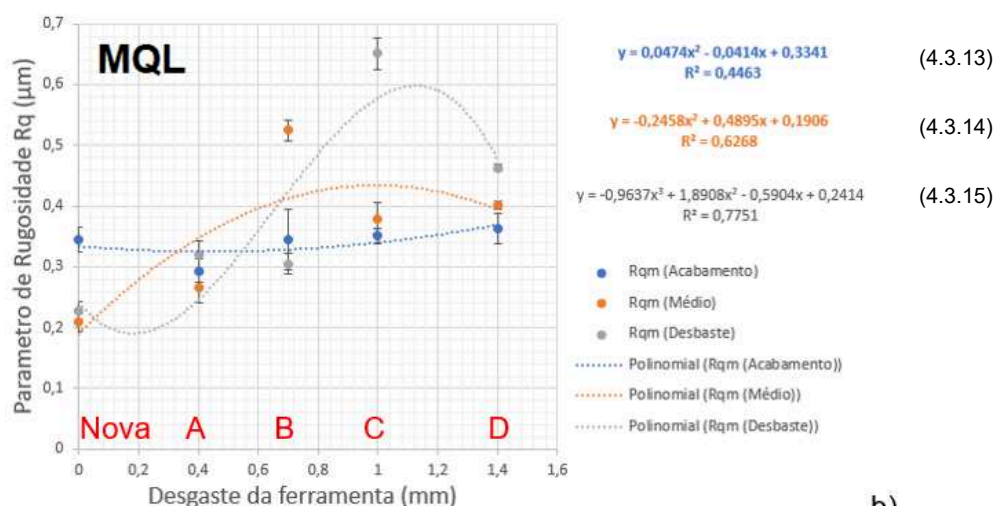 0,7
0,6
0,5
0,4
0,3
0,2
0,1
0
Parametro de Rugosidade Rq (µm)
MQL
Nova A B C D
0 0,2 0,4 0,6 0,8 1 1,2 1,4 1,6
Desgaste da ferramenta (mm)
y = 0,0474x² - 0,0414x + 0,3341 (4.3.13)
R² = 0,4463
y = -0,2458x² + 0,4895x + 0,1906 (4.3.14)
R² = 0,6268
y = -0,9637x³ + 1,8908x² - 0,5904x + 0,2414 (4.3.15)
R² = 0,7751
Rqm (Acabamento)
Rqm (Médio)
Rqm (Desbaste)
Polinomial (Rqm (Acabamento))
Polinomial (Rqm (Médio))
Polinomial (Rqm (Desbaste))
b)